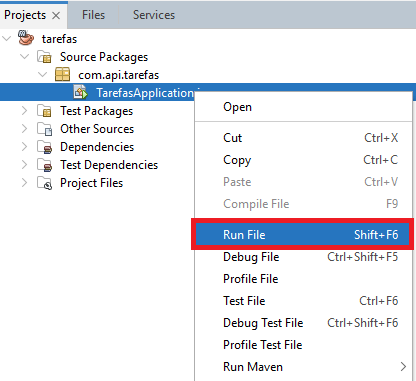 Projects Files Services
tarefas
Source Packages
com.api.tarefas
TarefasApplication
Test Packages
Other Sources
Dependencies
Test Dependencies
Project Files
Open
Cut Ctrl+X
Copy Ctrl+C
Paste Ctrl+V
Compile File F9
Run File Shift+F6
Debug File Ctrl+Shift+F5
Profile File
Test File Ctrl+F6
Debug Test File Ctrl+Shift+F6
Profile Test File
Run Maven